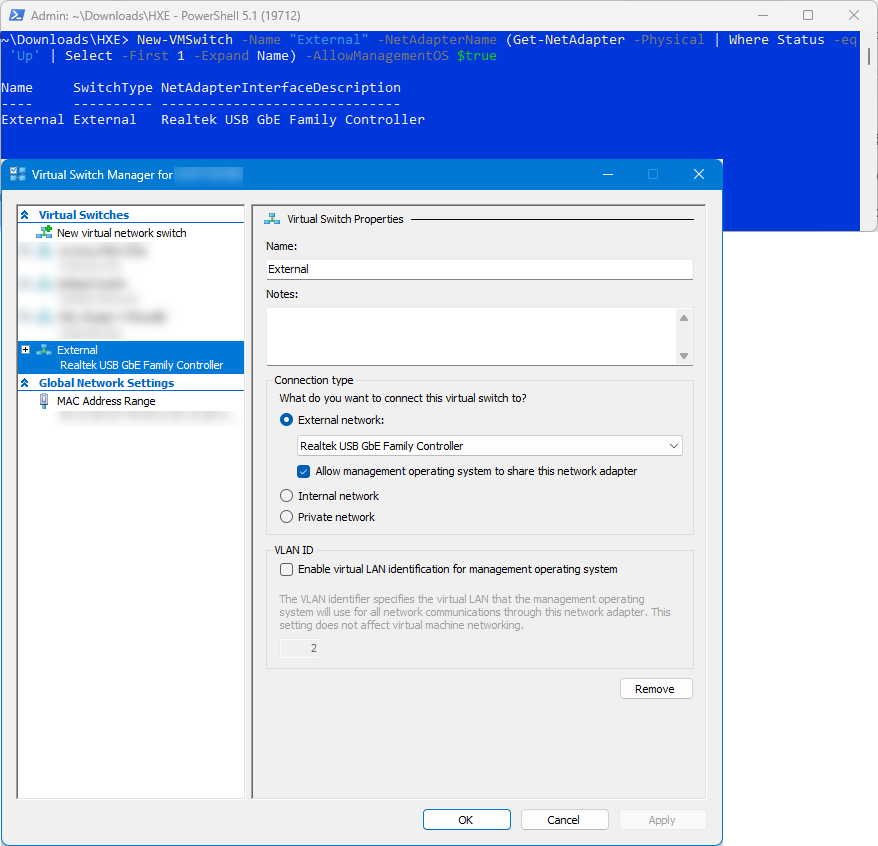 Admin: ~\Downloads\HXE - PowerShell 5.1 (19712)
~\Downloads\HXE> New-VMSwitch -Name "External" -NetAdapterName (Get-NetAdapter -Physical | Where Status -eq
'Up' | Select -First 1 -Expand Name) -AllowManagementOS $true
Name SwitchType NetAdapterInterfaceDescription
---- ---------- ------------------------------
External External Realtek USB GbE Family Controller
Virtual Switch Manager for
Virtual Switches
New virtual network switch
External
Realtek USB GbE Family Controller
Global Network Settings
MAC Address Range
Virtual Switch Properties
Name:
External
Notes:
Connection type
What do you want to connect this virtual switch to?
External network:
Realtek USB GbE Family Controller
Allow management operating system to share this network adapter
Internal network
Private network
VLAN ID
Enable virtual LAN identification for management operating system
The VLAN identifier specifies the virtual LAN that the management operating
system will use for all network communications through this network adapter. This
setting does not affect virtual machine networking.
2
Remove
OK
Cancel
Apply